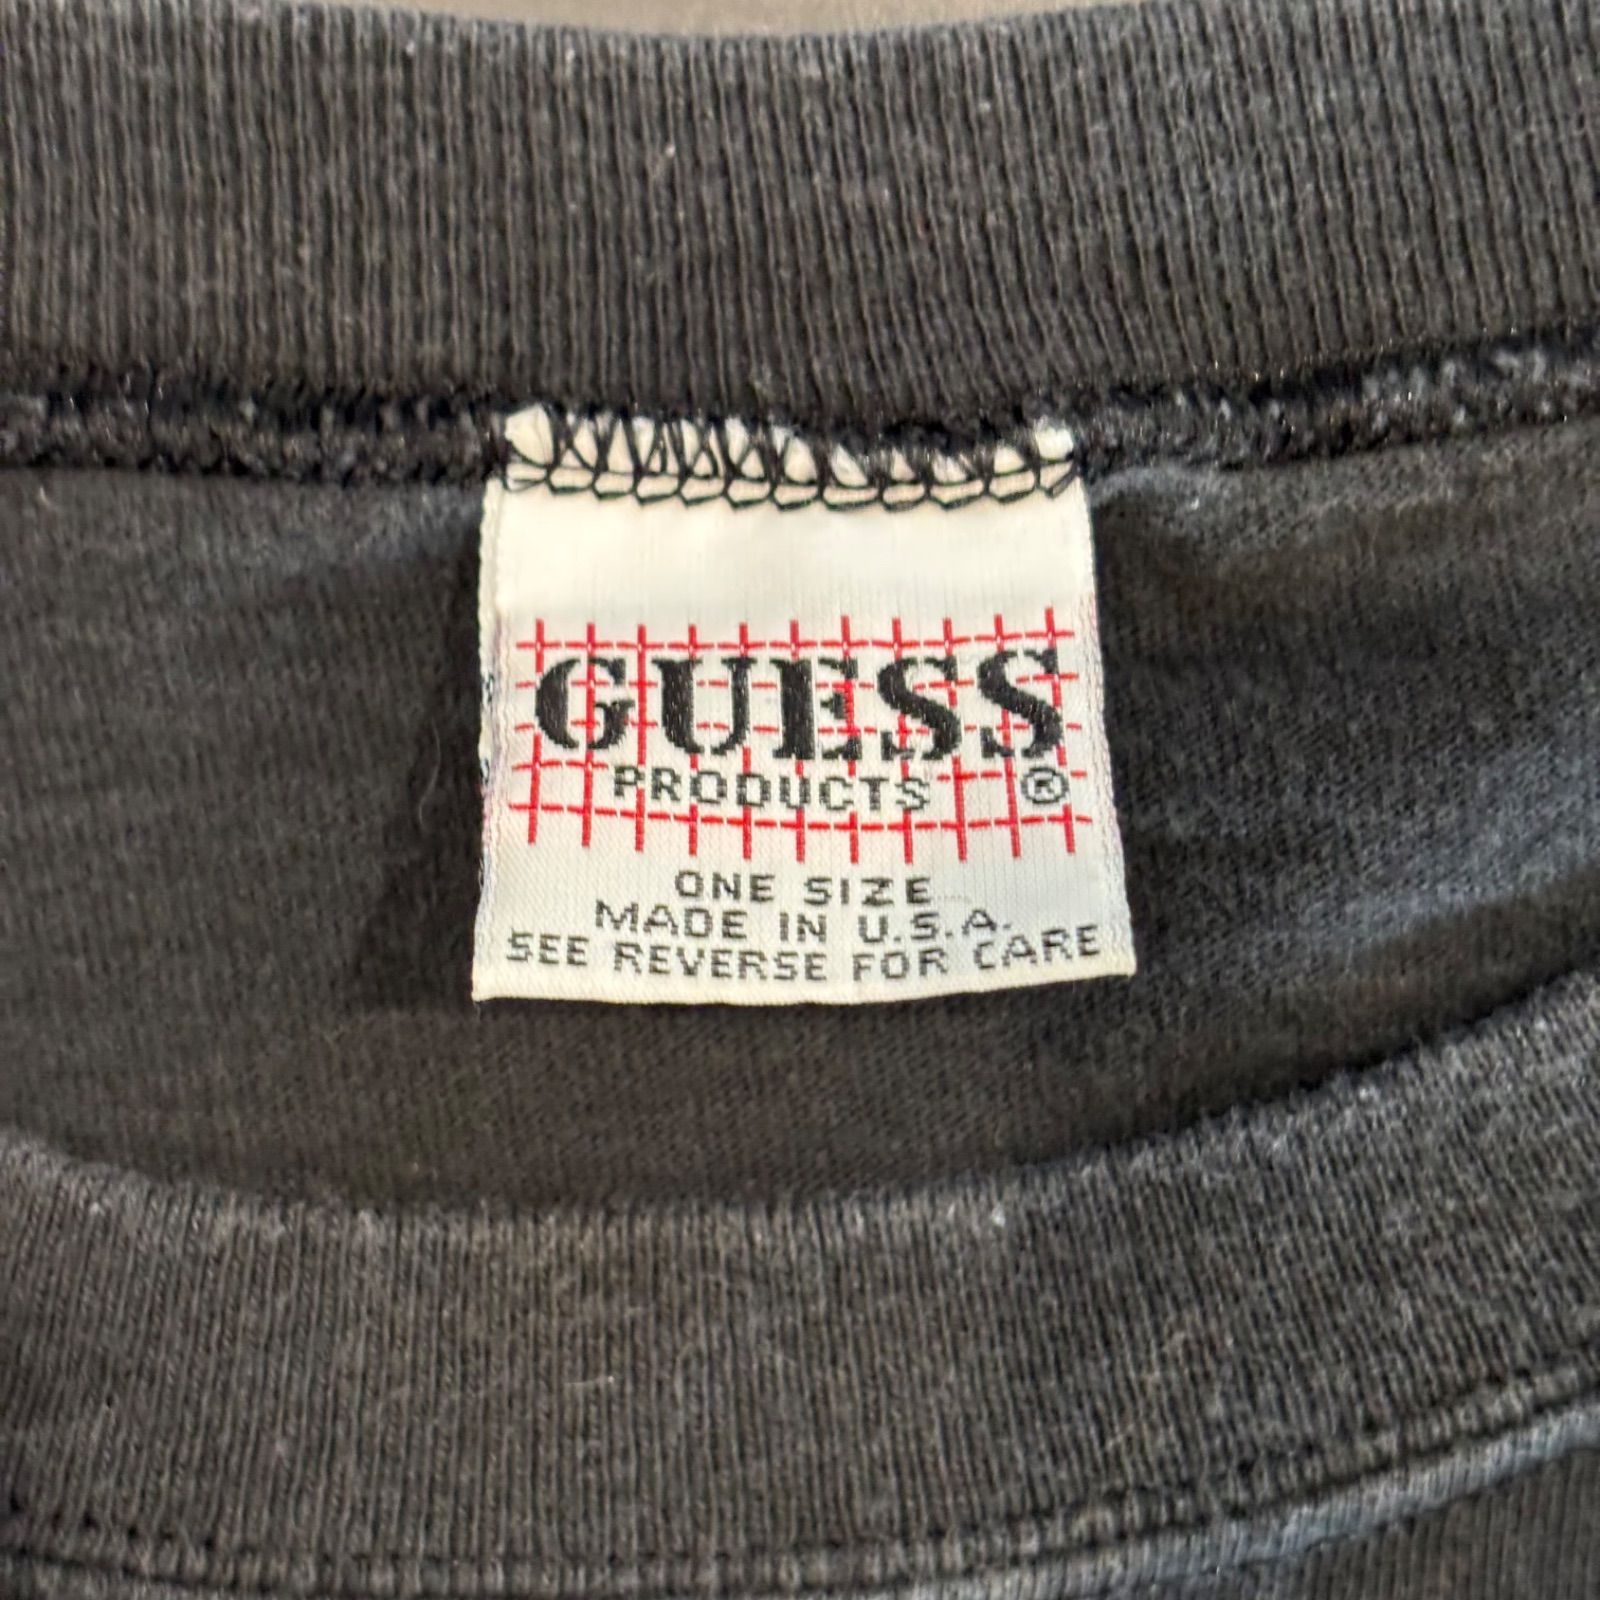 GUESS
PRODUCTS ®
ONE SIZE
MADE IN U.S.A.
SEE REVERSE FOR CARE